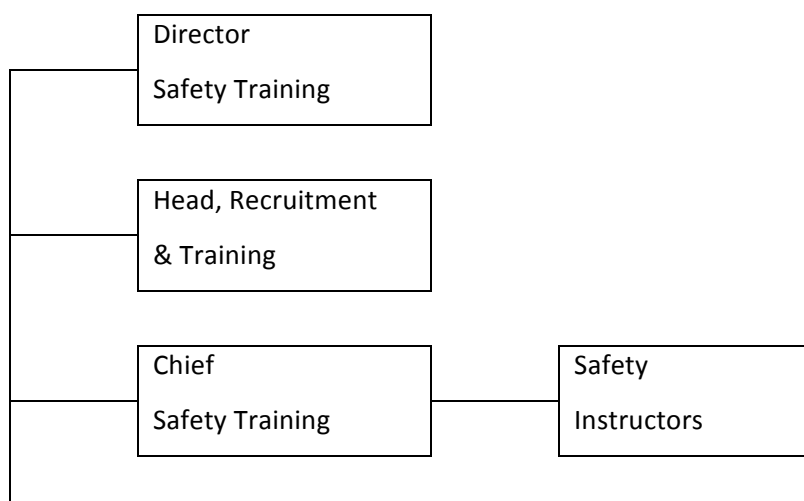 Director
Safety Training
Head, Recruitment
& Training
Chief
Safety Training
Safety
Instructors